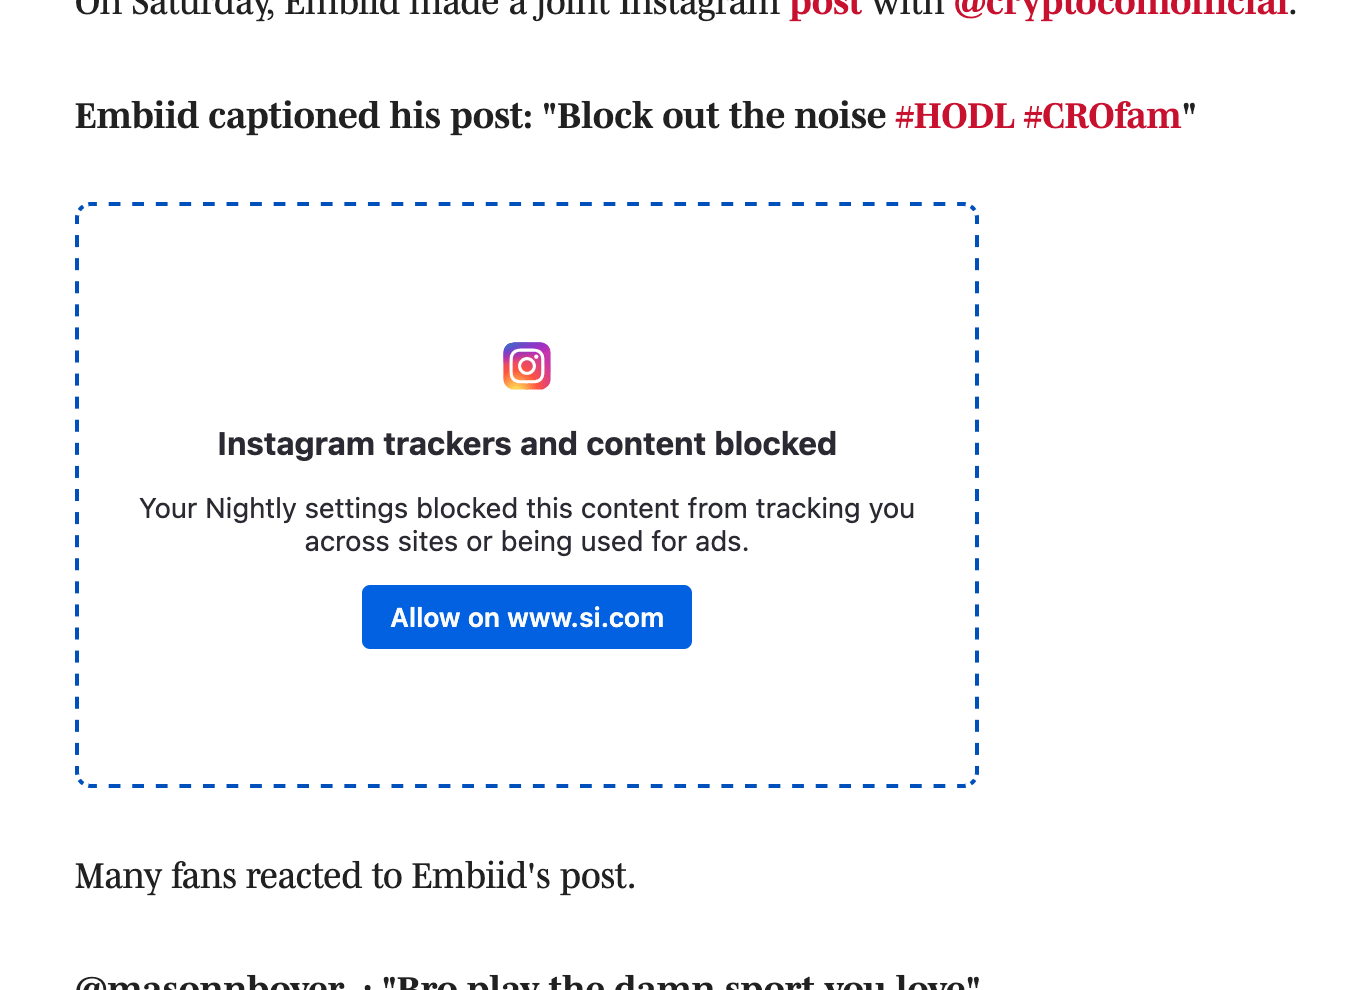 On Saturday, Embiid made a joint Instagram post with @cryptocomofficial.
Embiid captioned his post: "Block out the noise #HODL #CROfam"
Instagram trackers and content blocked
Your Nightly settings blocked this content from tracking you
across sites or being used for ads.
Allow on www.si.com
Many fans reacted to Embiid's post.
@masonnboyer_: "Bro play the damn sport you love"